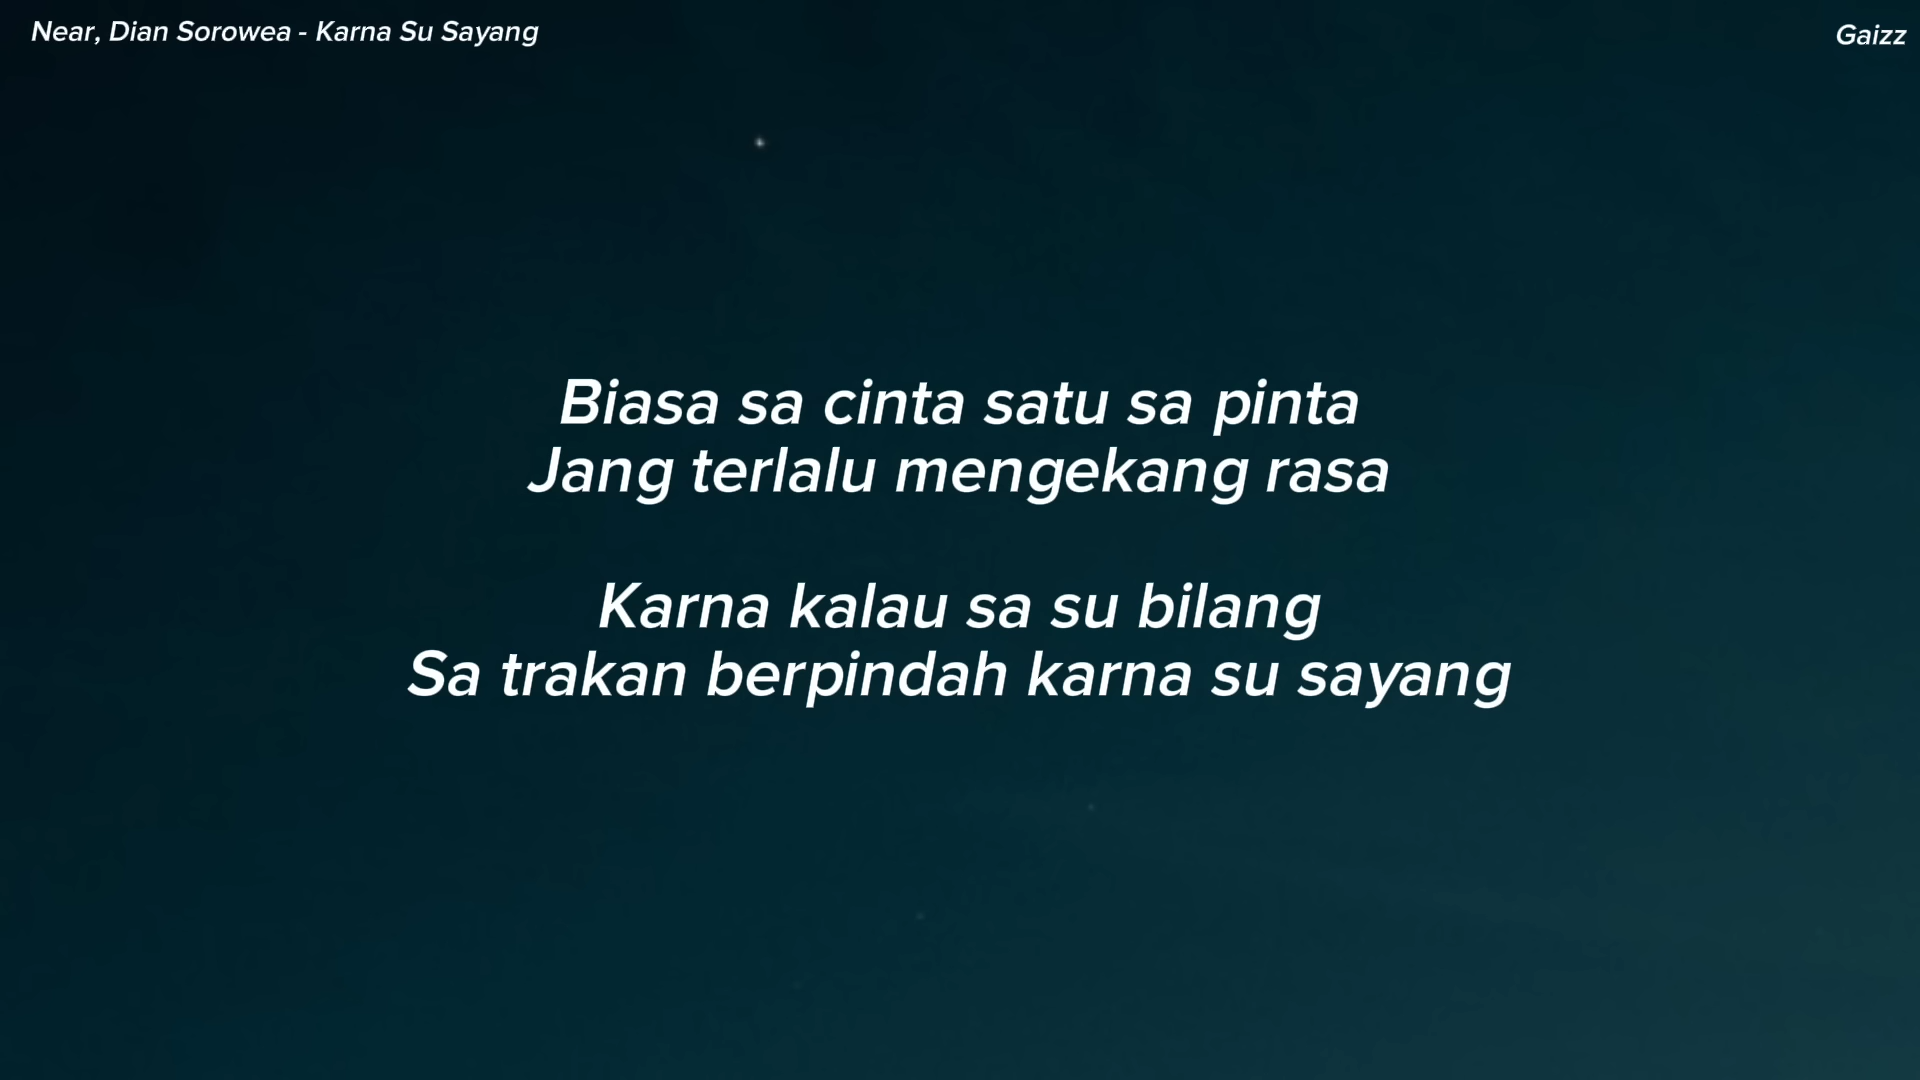 Near, Dian Sorowea - Karna Su Sayang
Gaizz
Biasa sa cinta satu sa pinta
Jang terlalu mengekang rasa
Karna kalau sa su bilang
Sa trakan berpindah karna su sayang